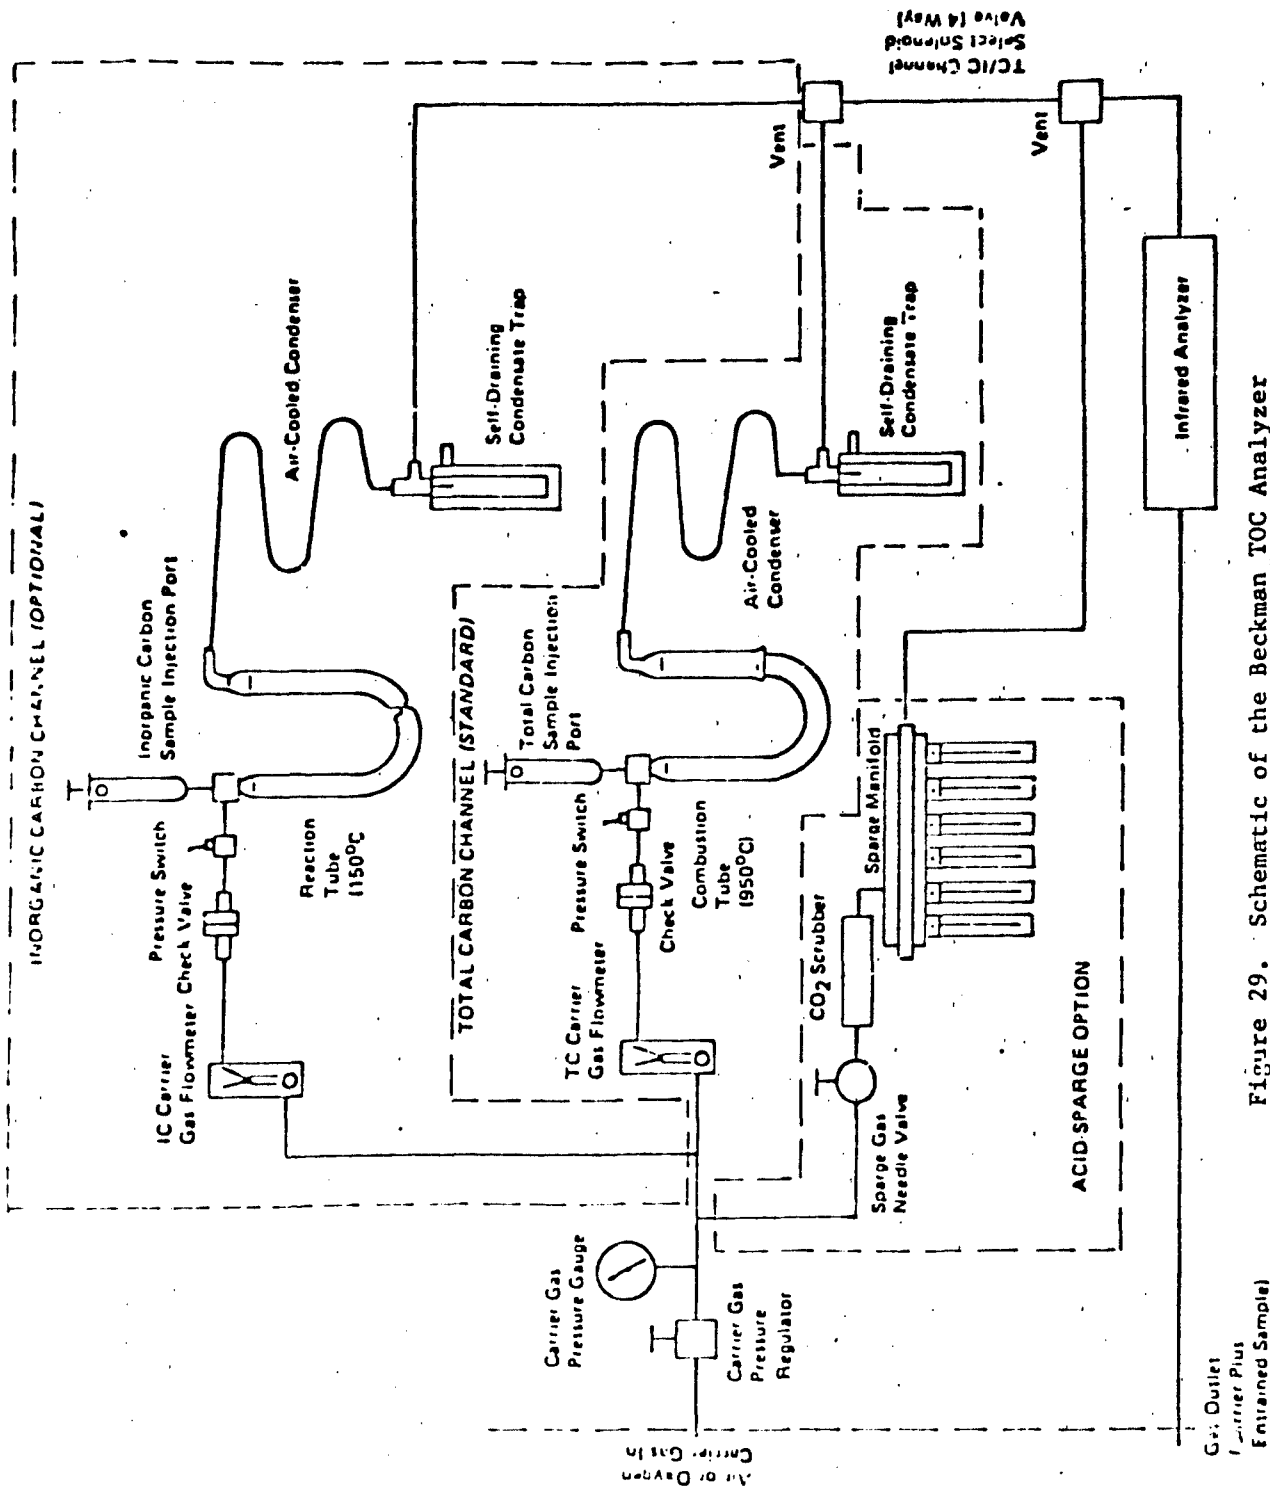 INORGANIC CARBON CHANNEL (OPTIONAL)
Inorganic Carbon
Sample Injection Port
Air-Cooled Condenser
Self-Draining
Condensate Trap
Pressure Switch
Check Valve
IC Carrier
Gas Flowmeter
Reaction
Tube
(150°C
TOTAL CARBON CHANNEL (STANDARD)
Total Carbon
Sample Injection
Port
Air-Cooled
Condenser
Self-Draining
Condensate Trap
Pressure Switch
Check Valve
TC Carrier
Gas Flowmeter
Combustion
Tube
(950°C)
Vent
TC/IC Channel
Select Solenoid
Valve (4 Way)
Vent
Carrier Gas
Pressure Gauge
Carrier Gas
Pressure
Regulator
Air or Oxygen
Carrier Gas In
CO2 Scrubber
Sparge Manifold
Sparge Gas
Needle Valve
ACID-SPARGE OPTION
Infrared Analyzer
Gas Outlet
Carrier Plus
Entrained Sample)
Figure 29. Schematic of the Beckman TOC Analyzer